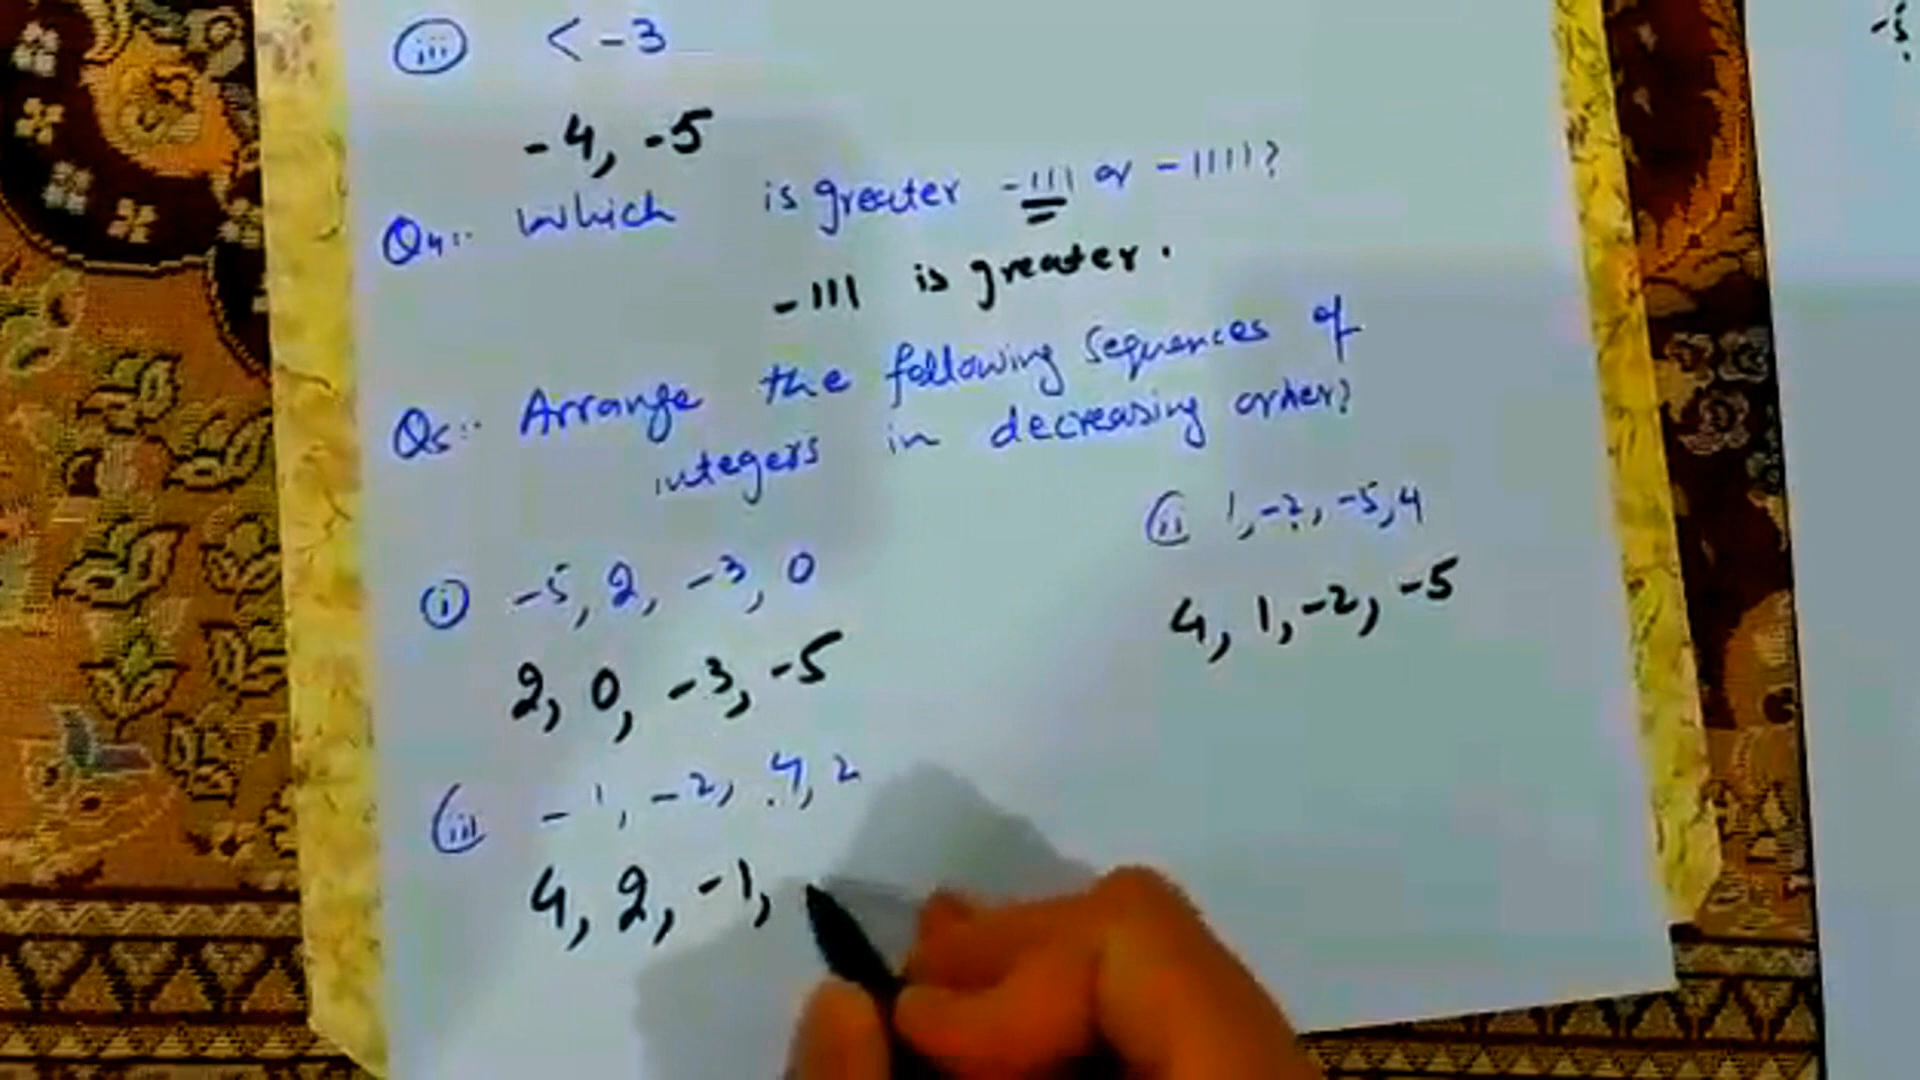 (iii) < -3
-4, -5
Q4:- Which is greater -111 or -1111?
-111 is greater.
Q5:- Arrange the following sequences of
integers in decreasing order?
(i) -5, 2, -3, 0
2, 0, -3, -5
(ii) 1, -2, -5, 4
4, 1, -2, -5
(iii) -1, -2, 4, 2
4, 2, -1,